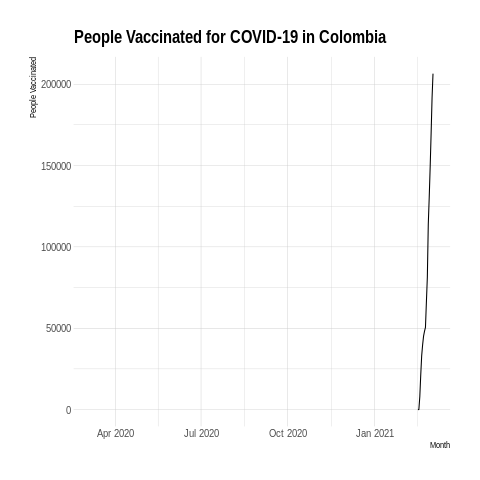 People Vaccinated for COVID-19 in Colombia
People Vaccinated
200000
150000
100000
50000
0
Apr 2020 Jul 2020 Oct 2020 Jan 2021
Month